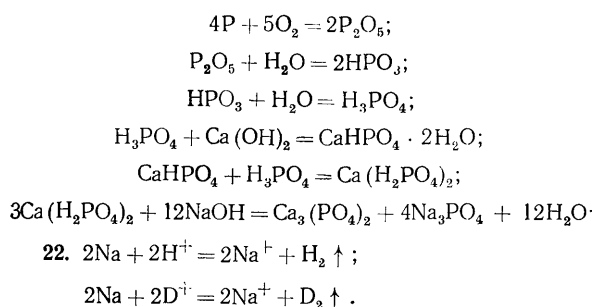 4P + 5O₂ = 2P₂O₅;
P₂O₅ + H₂O = 2HPO₃;
HPO₃ + H₂O = H₃PO₄;
H₃PO₄ + Ca(OH)₂ = CaHPO₄ · 2H₂O;
CaHPO₄ + H₃PO₄ = Ca(H₂PO₄)₂;
3Ca(H₂PO₄)₂ + 12NaOH = Ca₃(PO₄)₂ + 4Na₃PO₄ + 12H₂O.
22. 2Na + 2H⁺ = 2Na⁺ + H₂ ↑ ;
2Na + 2D⁺ = 2Na⁺ + D₂ ↑ .